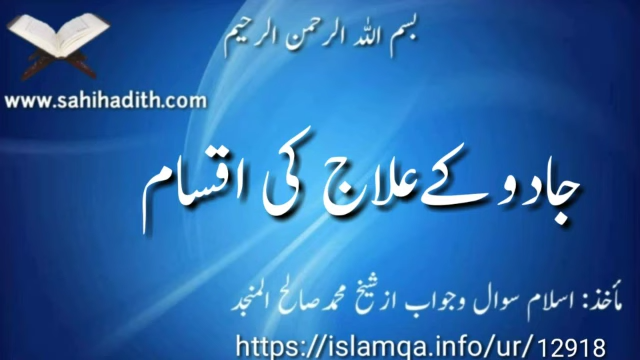 بسم اللہ الرحمن الرحیم
www.sahihadith.com
جادو کے علاج کی اقسام
مأخذ: اسلام سوال وجواب از شیخ محمد صالح المنجد
https://islamqa.info/ur/12918